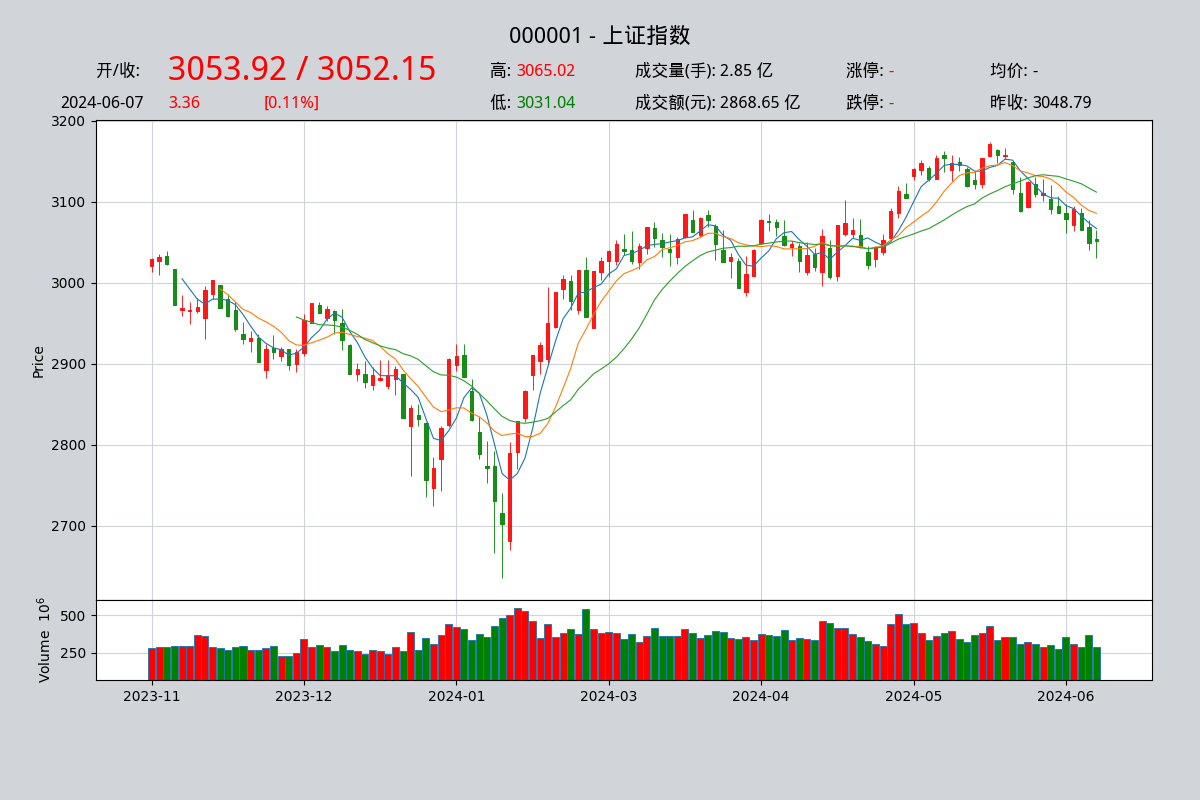 000001 - 上证指数
开/收: 3053.92 / 3052.15 高: 3065.02 成交量(手): 2.85 亿 涨停: - 均价: -
2024-06-07 3.36 [0.11%] 低: 3031.04 成交额(元): 2868.65 亿 跌停: - 昨收: 3048.79
3200
3100
3000
2900
2800
2700
Price
500
250
Volume 10⁶
2023-11 2023-12 2024-01 2024-03 2024-04 2024-05 2024-06